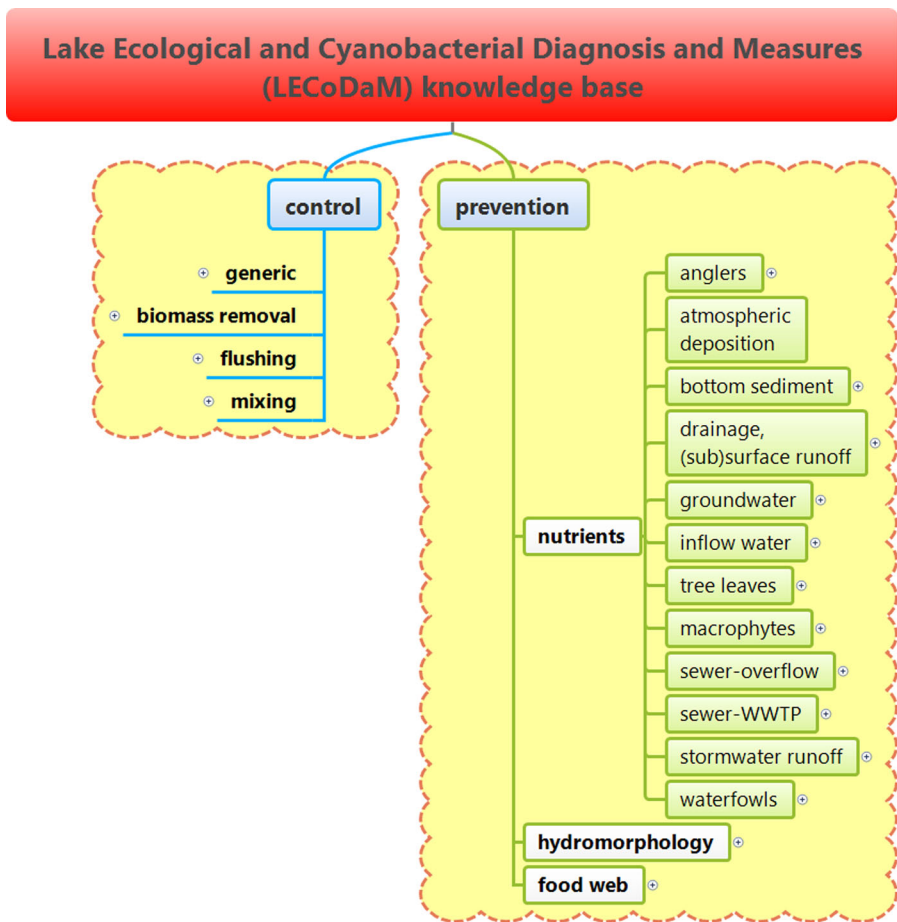 Lake Ecological and Cyanobacterial Diagnosis and Measures
(LECoDaM) knowledge base
control
generic
biomass removal
flushing
mixing
prevention
nutrients
anglers
atmospheric
deposition
bottom sediment
drainage,
(sub)surface runoff
groundwater
inflow water
tree leaves
macrophytes
sewer-overflow
sewer-WWTP
stormwater runoff
waterfowls
hydromorphology
food web